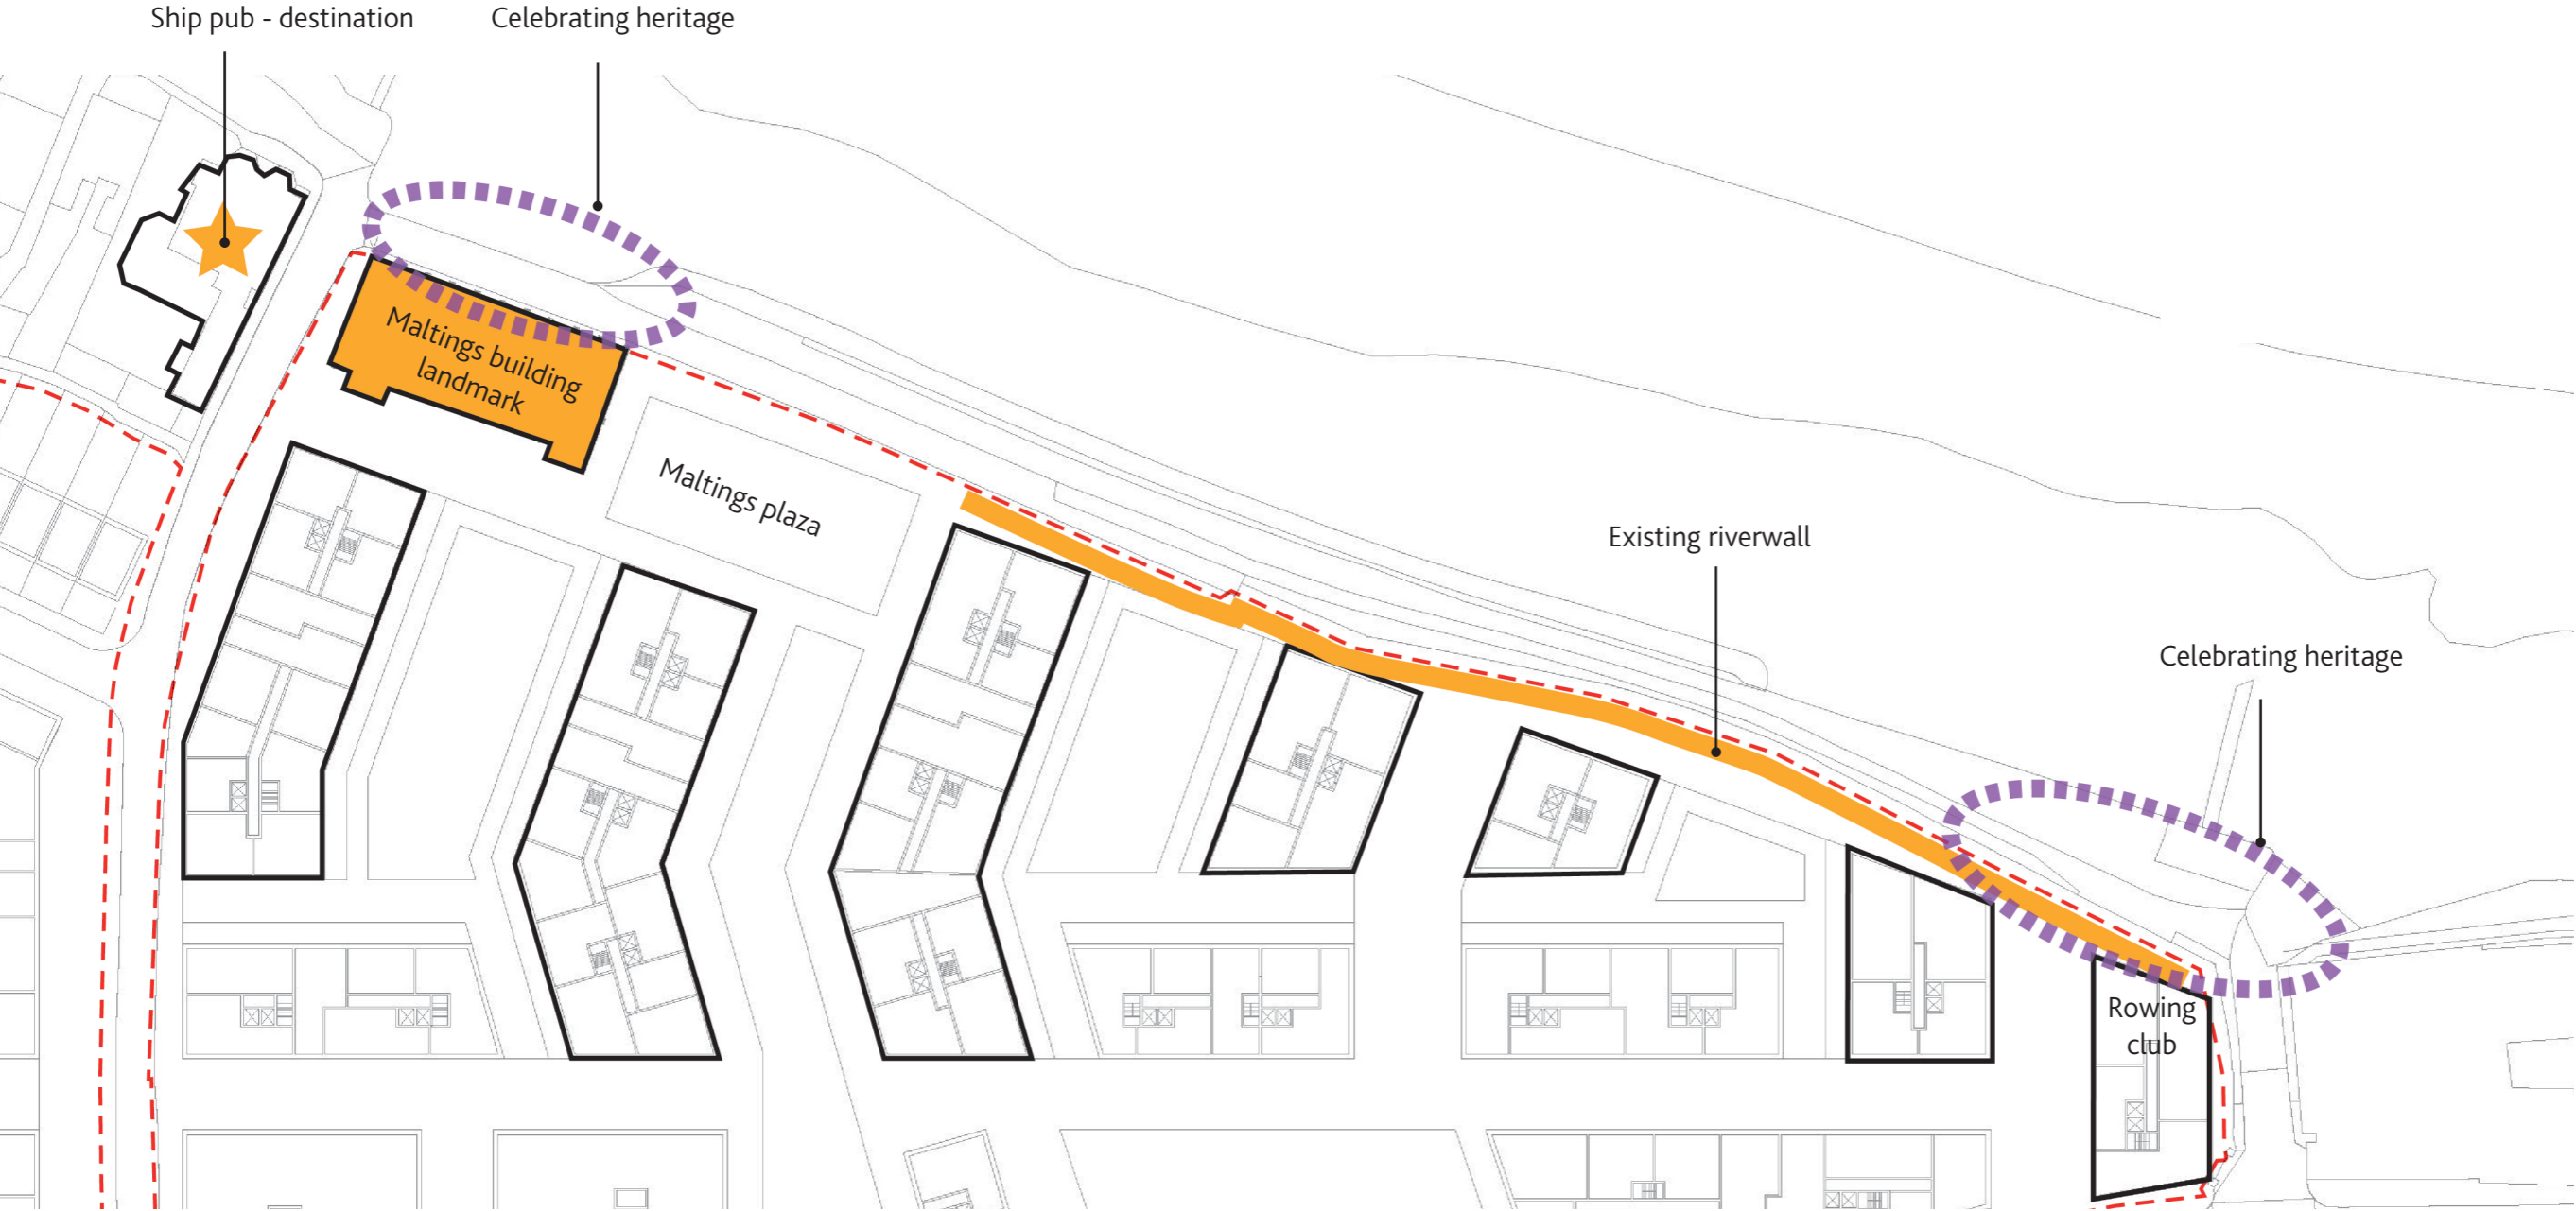 Ship pub - destination
Celebrating heritage
Maltings building
landmark
Maltings plaza
Existing riverwall
Celebrating heritage
Rowing
club